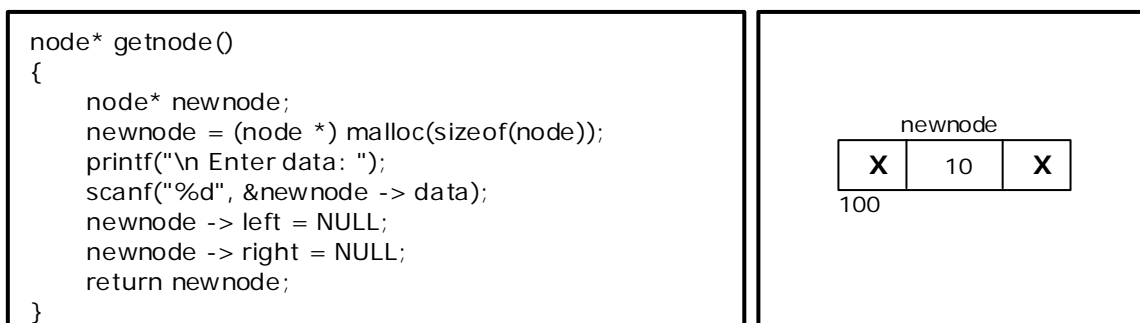 node* getnode()
{
node* newnode;
newnode = (node *) malloc(sizeof(node));
printf("\n Enter data: ");
scanf("%d", &newnode -> data);
newnode -> left = NULL;
newnode -> right = NULL;
return newnode;
}
newnode
X 10 X
100